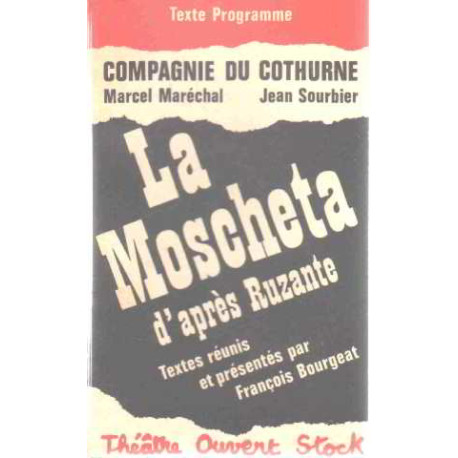 Texte Programme
COMPAGNIE DU COTHURNE
Marcel Maréchal Jean Sourbier
La
Moscheta
d'après Ruzante
Textes réunis
et présentés par
François Bourgeat
Théâtre Ouvert Stock